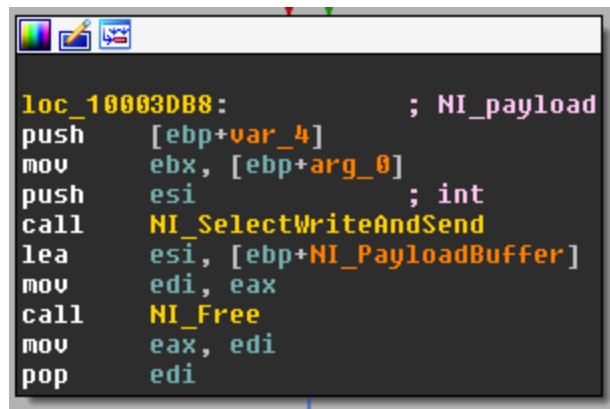 loc_10003DB8: ; NI_payload
push [ebp+var_4]
mov ebx, [ebp+arg_0]
push esi ; int
call NI_SelectWriteAndSend
lea esi, [ebp+NI_PayloadBuffer]
mov edi, eax
call NI_Free
mov eax, edi
pop edi